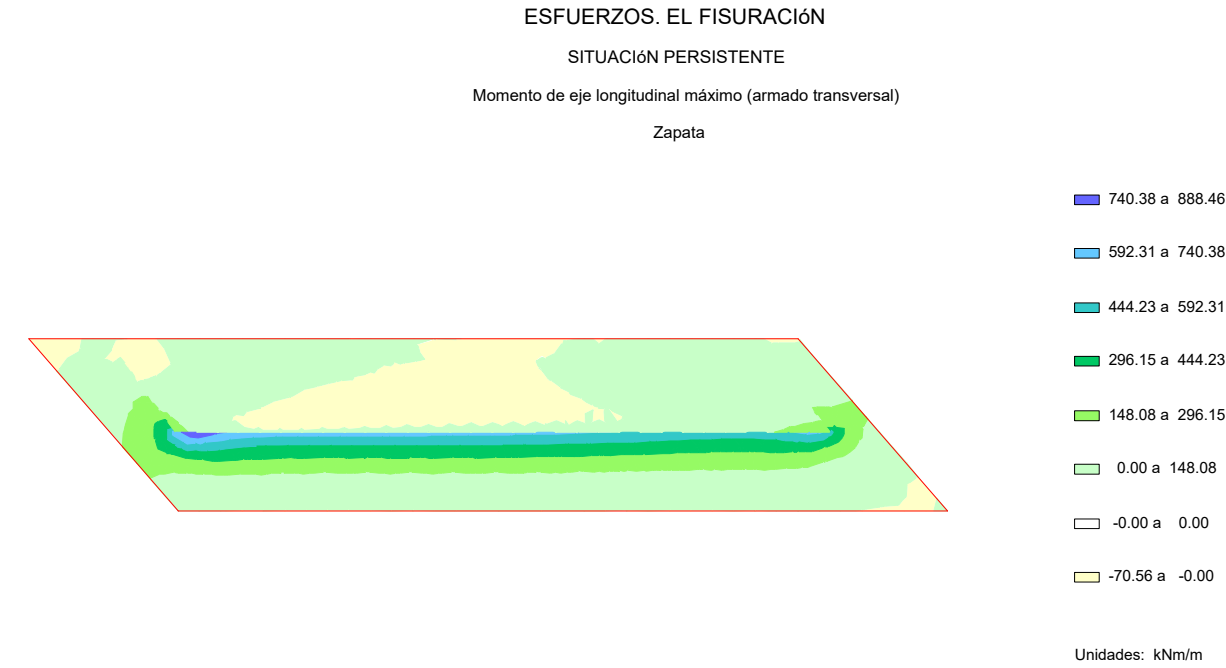 ESFUERZOS. EL FISURACIóN
SITUACIóN PERSISTENTE
Momento de eje longitudinal máximo (armado transversal)
Zapata
740.38 a 888.46
592.31 a 740.38
444.23 a 592.31
296.15 a 444.23
148.08 a 296.15
0.00 a 148.08
-0.00 a 0.00
-70.56 a -0.00
Unidades: kNm/m